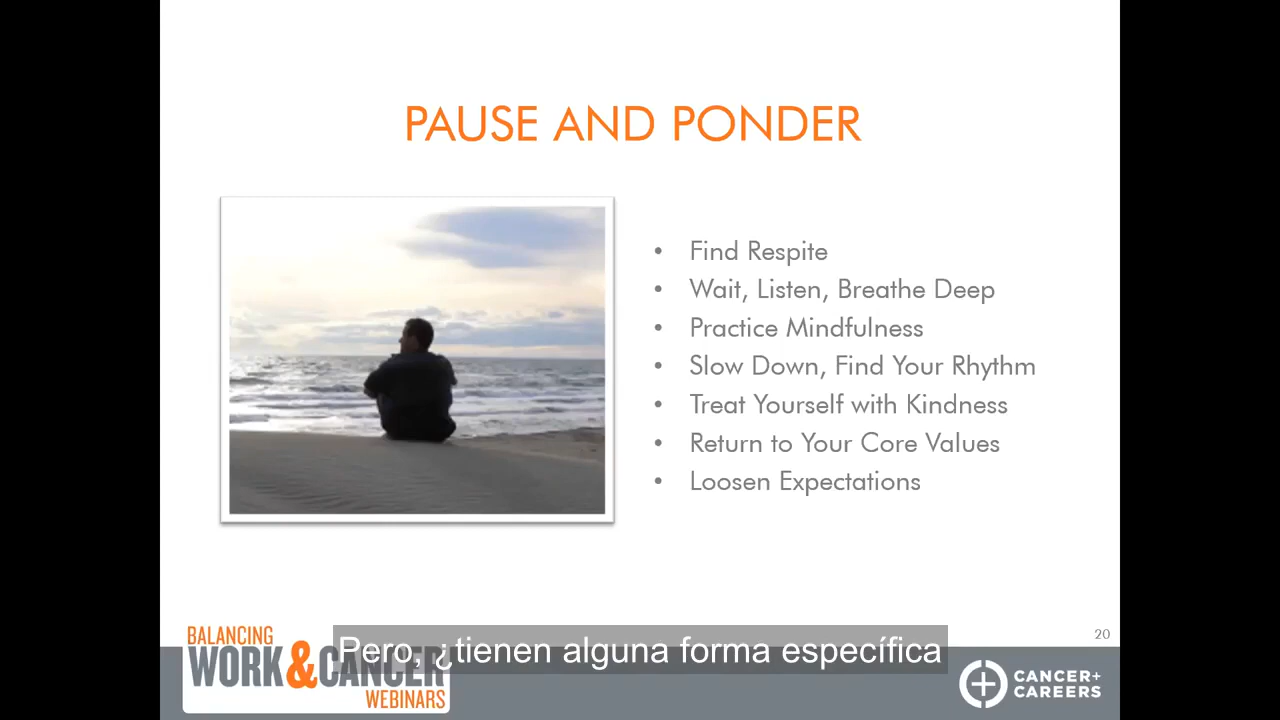 PAUSE AND PONDER
• Find Respite
• Wait, Listen, Breathe Deep
• Practice Mindfulness
• Slow Down, Find Your Rhythm
• Treat Yourself with Kindness
• Return to Your Core Values
• Loosen Expectations
20
BALANCING
WORK & CANCER
WEBINARS
Pero, ¿tienen alguna forma específica
CANCER+
CAREERS